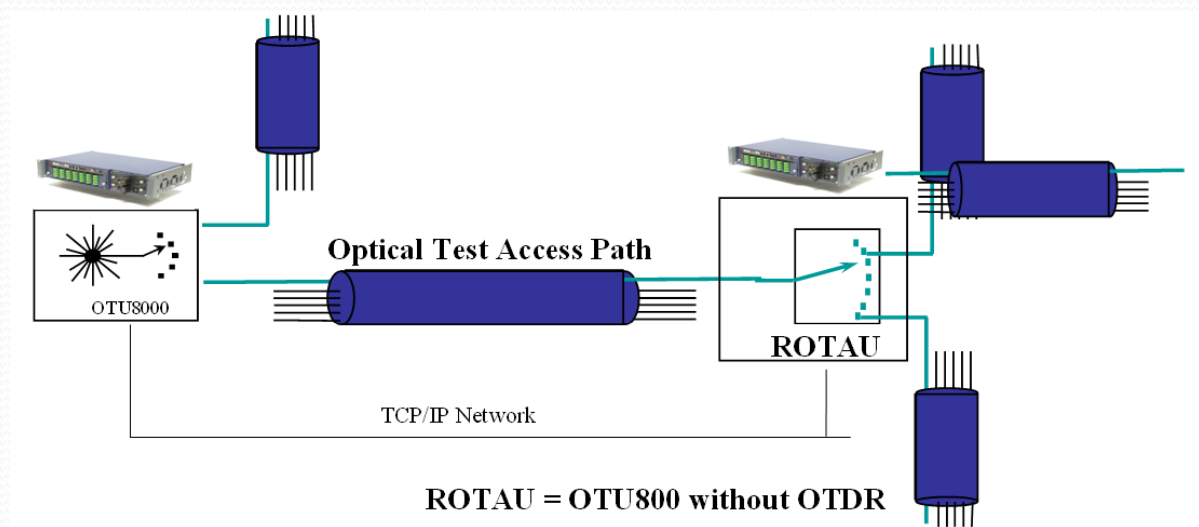 Optical Test Access Path
OTU8000
ROTAU
TCP/IP Network
ROTAU = OTU800 without OTDR